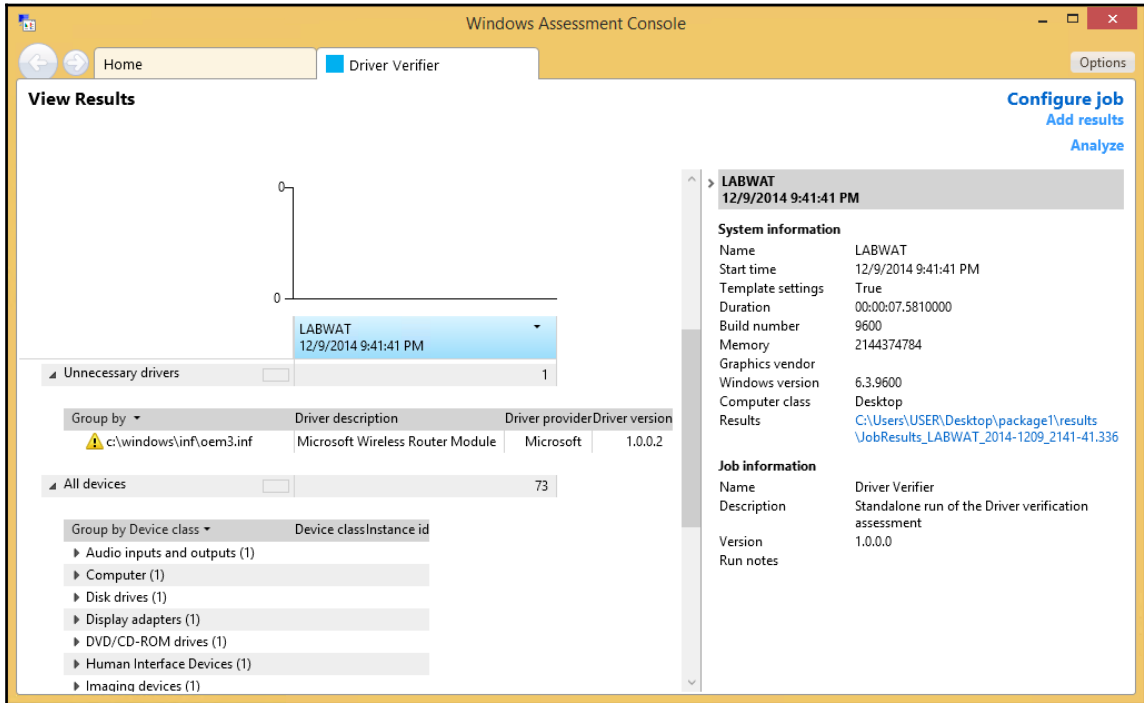 Windows Assessment Console
Home
Driver Verifier
Options
View Results
Configure job
Add results
Analyze
0
0
LABWAT
12/9/2014 9:41:41 PM
Unnecessary drivers 1
Group by Driver description Driver provider Driver version
c:\windows\inf\oem3.inf Microsoft Wireless Router Module Microsoft 1.0.0.2
All devices 73
Group by Device class Device class Instance id
Audio inputs and outputs (1)
Computer (1)
Disk drives (1)
Display adapters (1)
DVD/CD-ROM drives (1)
Human Interface Devices (1)
Imaging devices (1)
LABWAT
12/9/2014 9:41:41 PM
System information
Name LABWAT
Start time 12/9/2014 9:41:41 PM
Template settings True
Duration 00:00:07.5810000
Build number 9600
Memory 2144374784
Graphics vendor
Windows version 6.3.9600
Computer class Desktop
Results C:\Users\USER\Desktop\package1\results
\JobResults_LABWAT_2014-1209_2141-41.336
Job information
Name Driver Verifier
Description Standalone run of the Driver verification
assessment
Version 1.0.0.0
Run notes